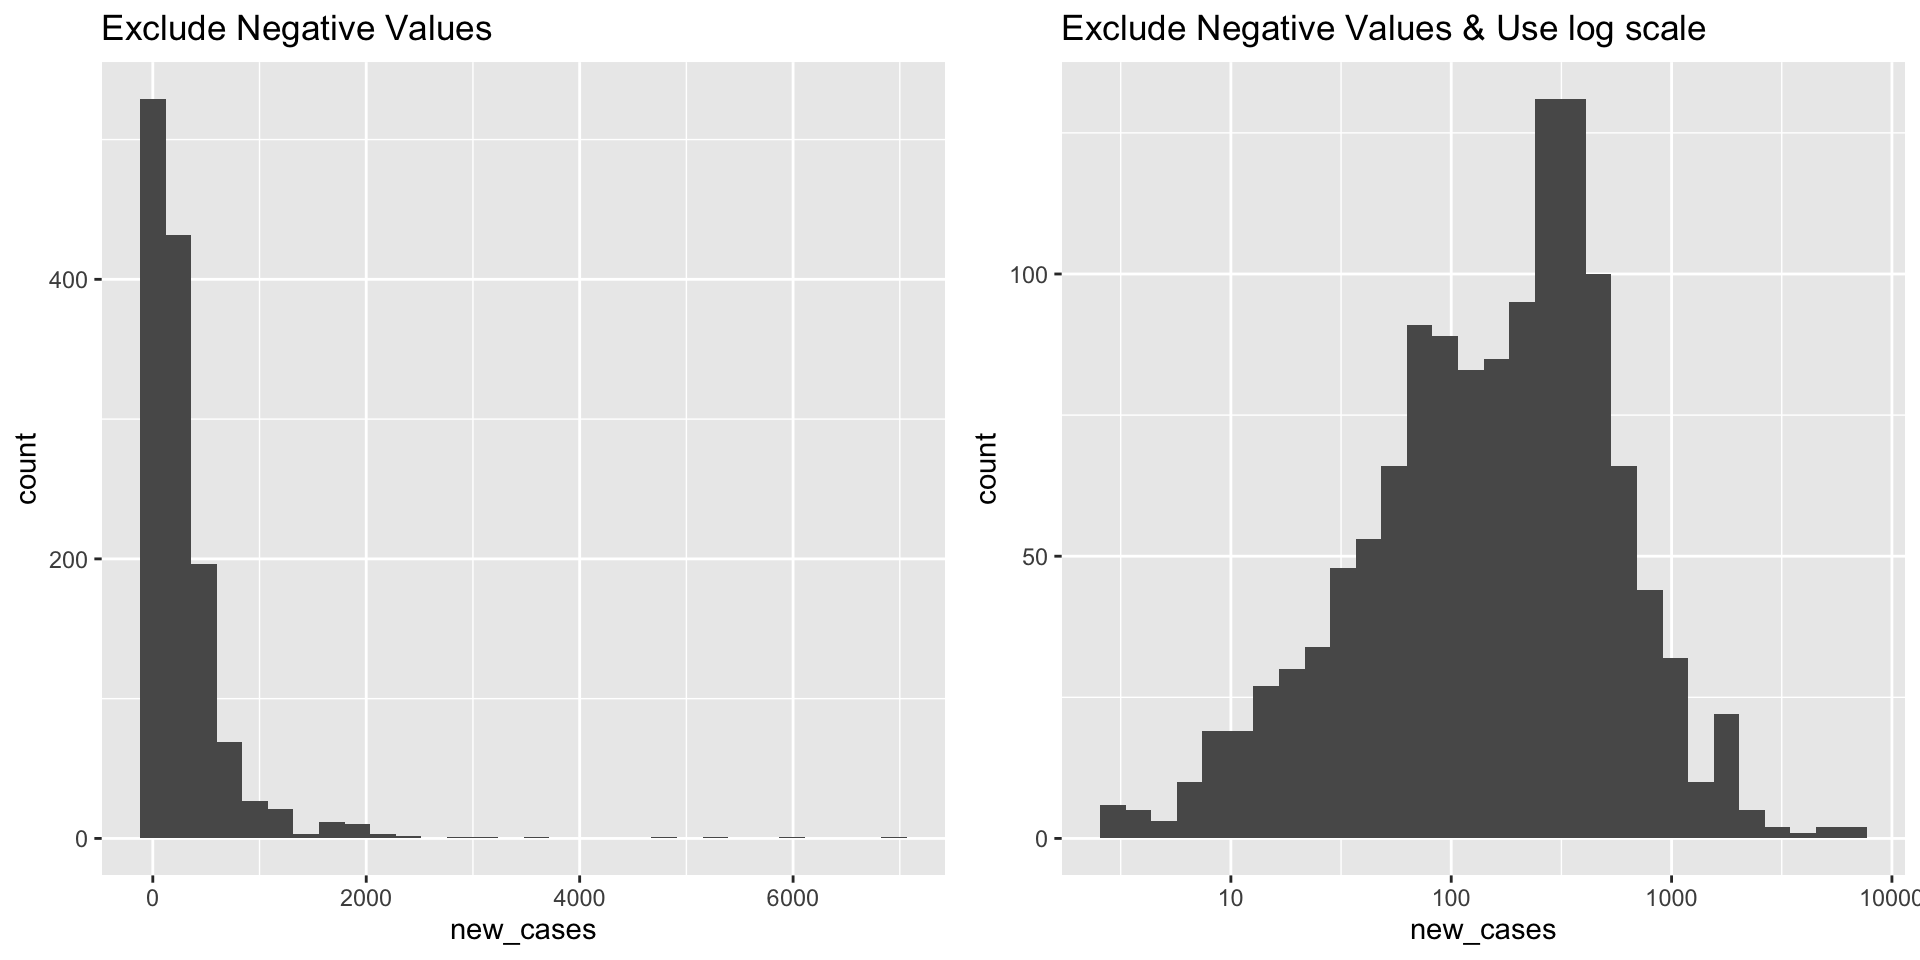 Exclude Negative Values
count
400
200
0
0 2000 4000 6000
new_cases
Exclude Negative Values & Use log scale
count
100
50
0
10 100 1000 10000
new_cases